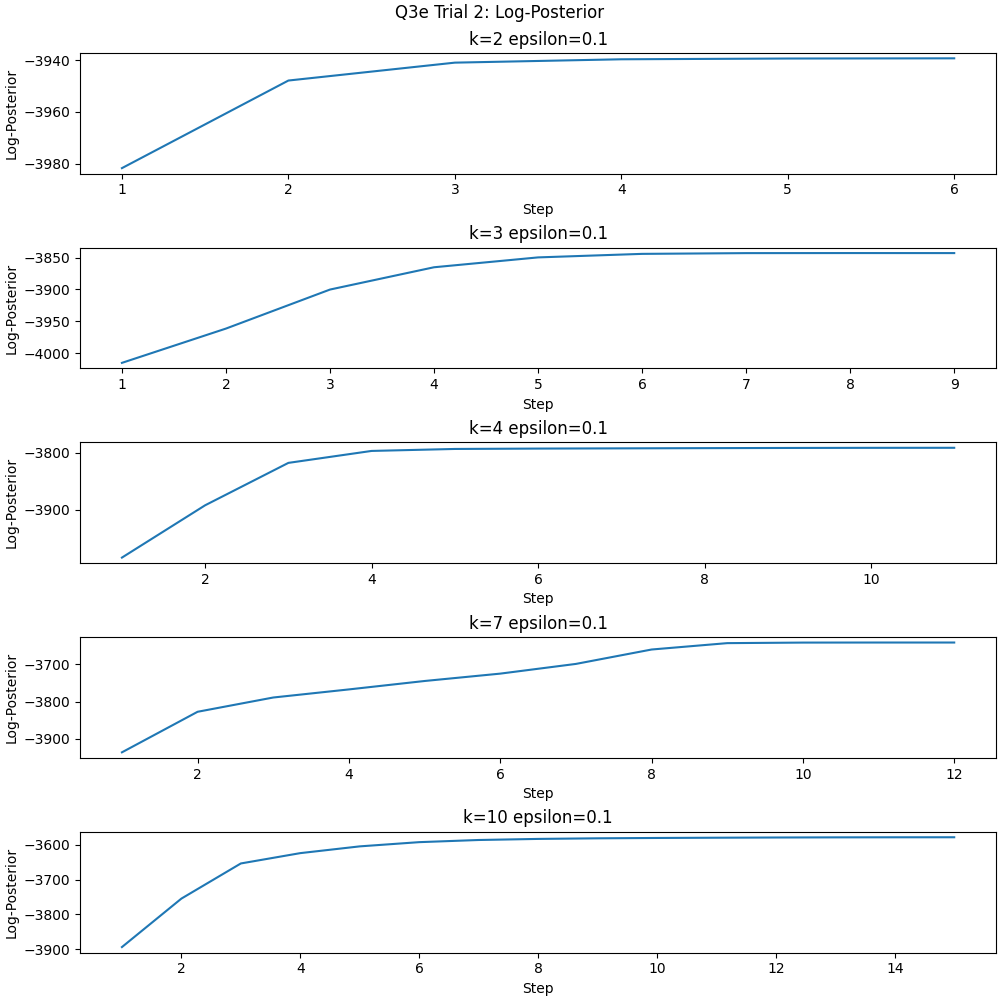 Q3e Trial 2: Log-Posterior
k=2 epsilon=0.1
Log-Posterior
−3940
−3960
−3980
1 2 3 4 5 6
Step
k=3 epsilon=0.1
Log-Posterior
−3850
−3900
−3950
−4000
1 2 3 4 5 6 7 8 9
Step
k=4 epsilon=0.1
Log-Posterior
−3800
−3900
2 4 6 8 10
Step
k=7 epsilon=0.1
Log-Posterior
−3700
−3800
−3900
2 4 6 8 10 12
Step
k=10 epsilon=0.1
Log-Posterior
−3600
−3700
−3800
−3900
2 4 6 8 10 12 14
Step